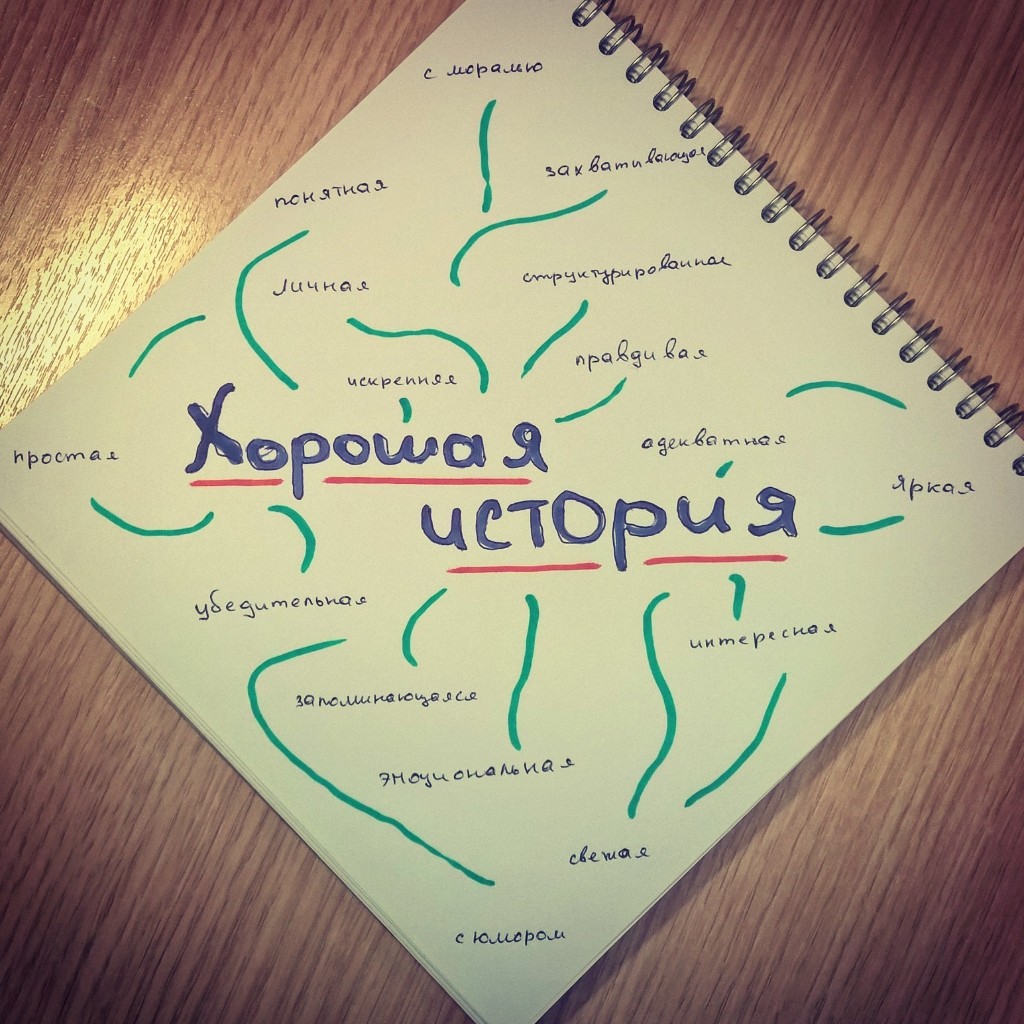 с моралью
захватывающая
понятная
структурированная
личная
правдивая
искренняя
Хорошая
адекватная
простая
яркая
история
убедительная
интересная
запоминающаяся
эмоциональная
свежая
с юмором